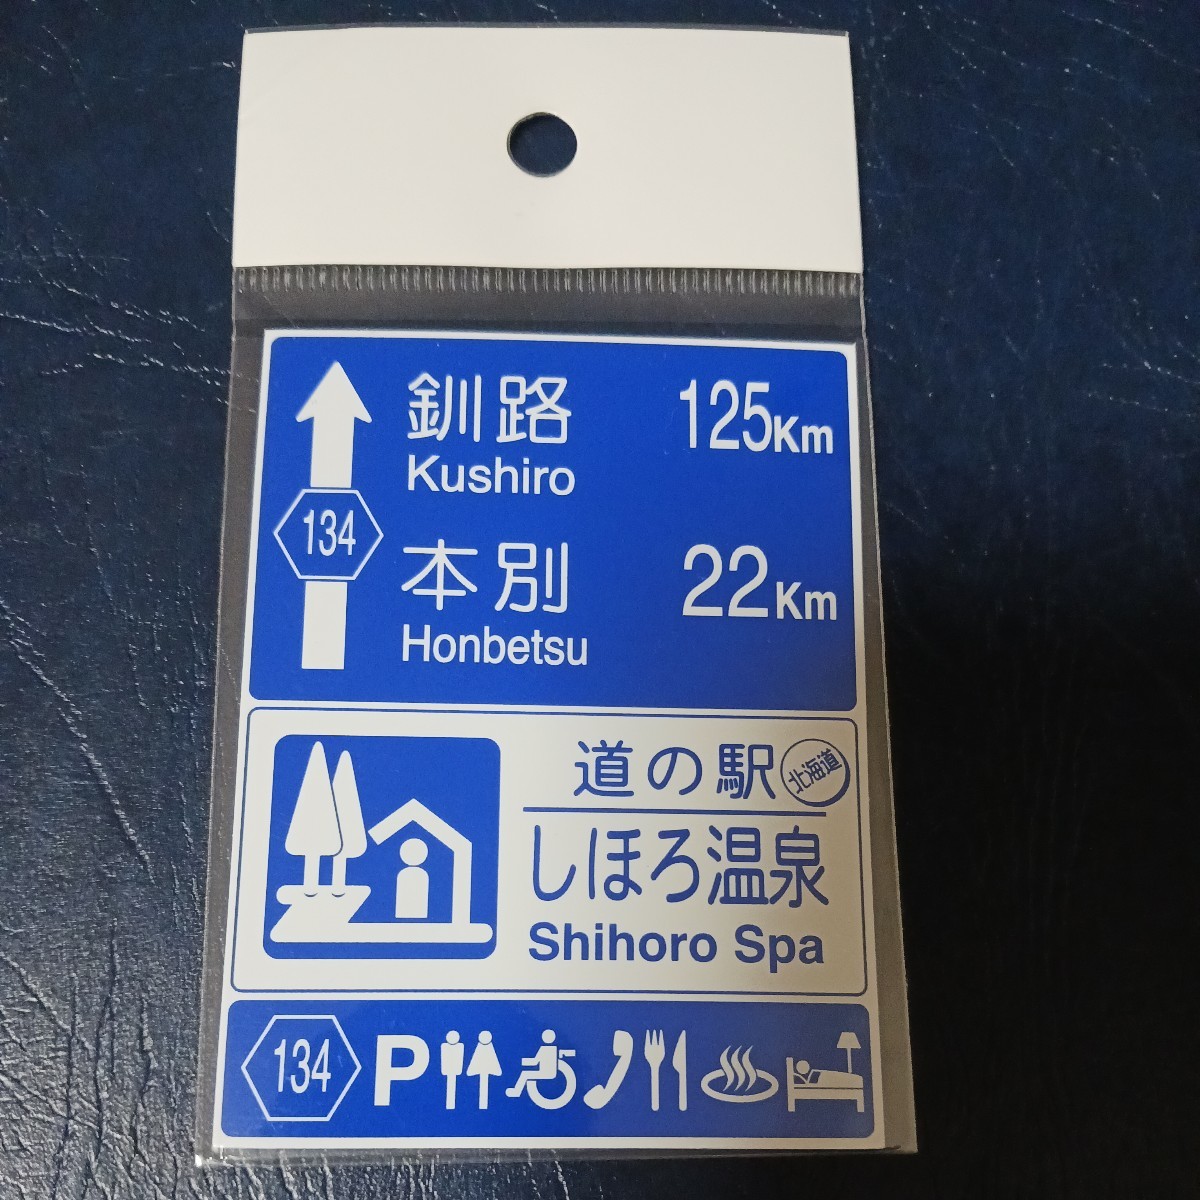 釧路 125Km
Kushiro
134
本別 22Km
Honbetsu
道の駅 北海道
しほろ温泉
Shihoro Spa
134 P